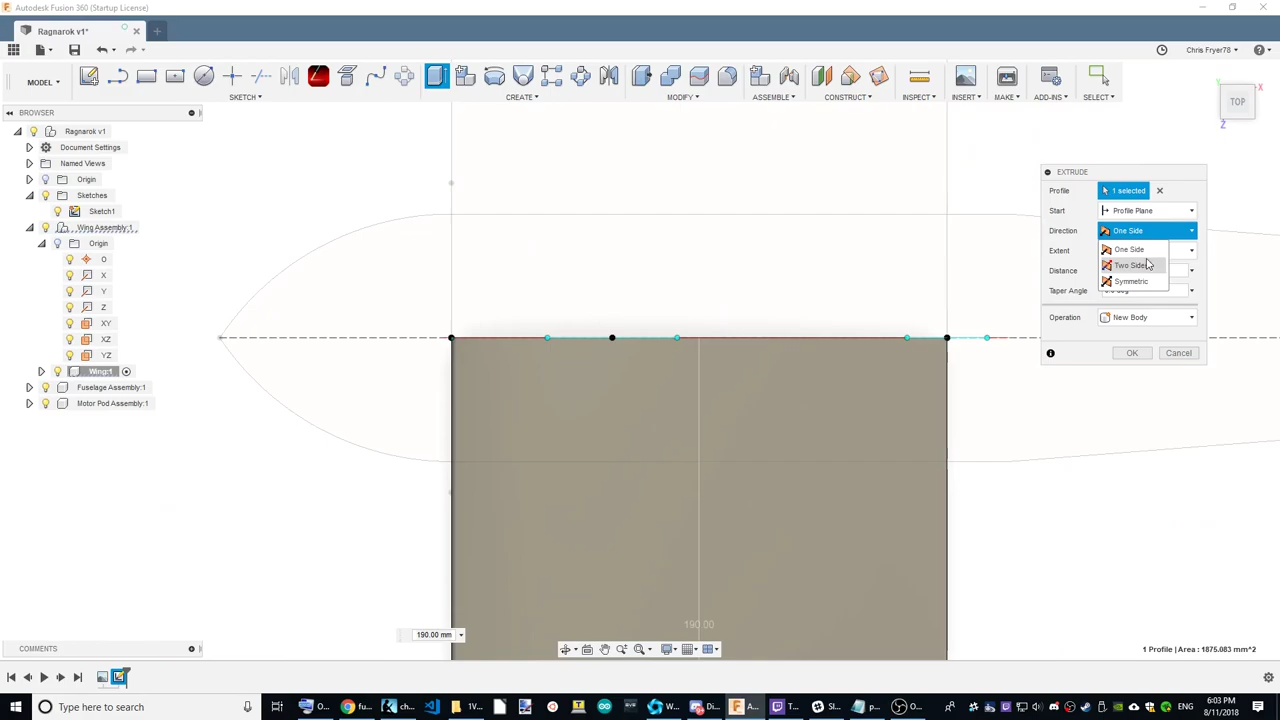 Autodesk Fusion 360 (Startup License)
Ragnarok v1*
Chris Fryer78
MODEL
SKETCH
CREATE
MODIFY
ASSEMBLE
CONSTRUCT
INSPECT
INSERT
MAKE
ADD-INS
SELECT
BROWSER
Ragnarok v1
Document Settings
Named Views
Origin
Sketches
Sketch1
Wing Assembly:1
Origin
O
X
Y
Z
XY
XZ
YZ
Wing:1
Fuselage Assembly:1
Motor Pod Assembly:1
Y
X
TOP
Z
EXTRUDE
Profile 1 selected
Start Profile Plane
Direction One Side
One Side
Extent
Two Sides
Distance
Symmetric
Taper Angle
Operation New Body
OK Cancel
190.00
190.00 mm
COMMENTS
1 Profile | Area : 1875.083 mm^2
Type here to search
ENG
6:03 PM
8/11/2018